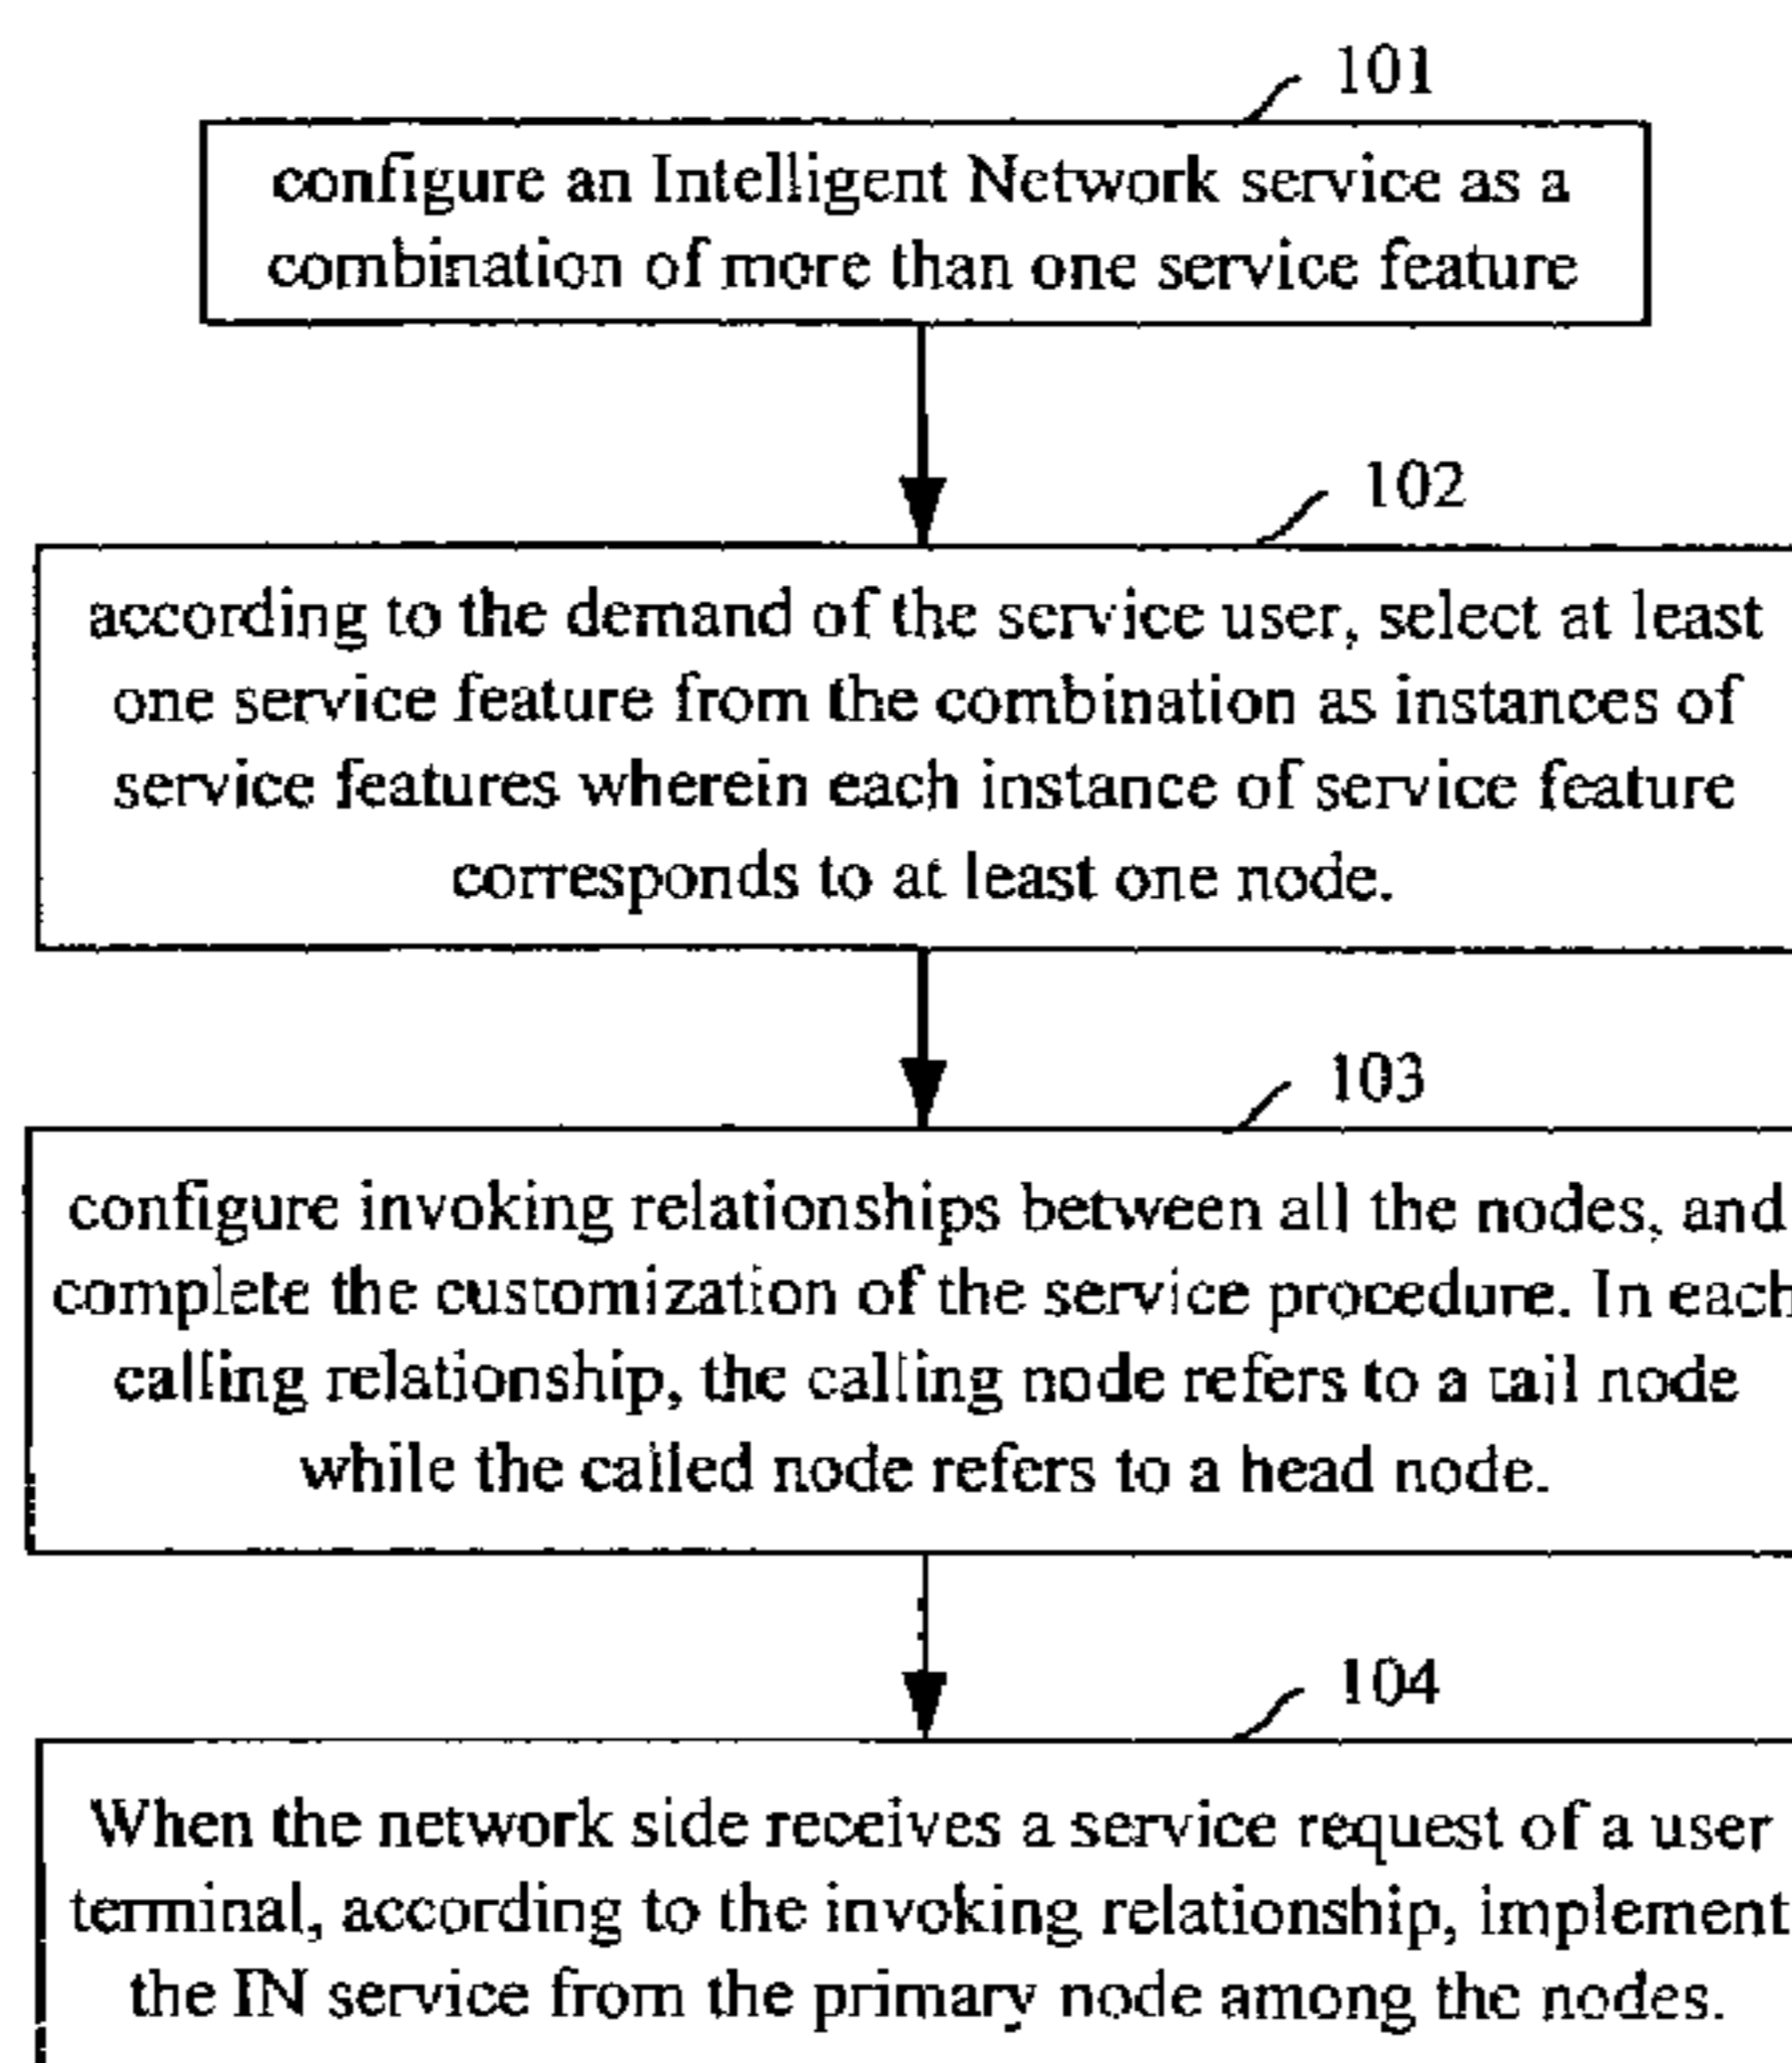 101
configure an Intelligent Network service as a
combination of more than one service feature
102
according to the demand of the service user, select at least
one service feature from the combination as instances of
service features wherein each instance of service feature
corresponds to at least one node.
103
configure invoking relationships between all the nodes, and
complete the customization of the service procedure. In each
calling relationship, the calling node refers to a tail node
while the called node refers to a head node.
104
When the network side receives a service request of a user
terminal, according to the invoking relationship, implement
the IN service from the primary node among the nodes.